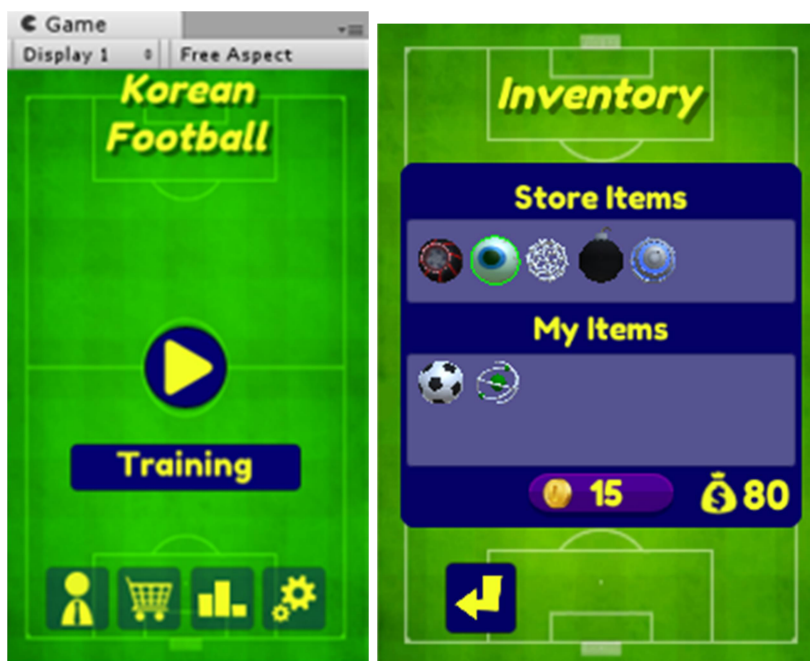 Game
Display 1
Free Aspect
Korean
Football
Training
Inventory
Store Items
My Items
15
$ 80